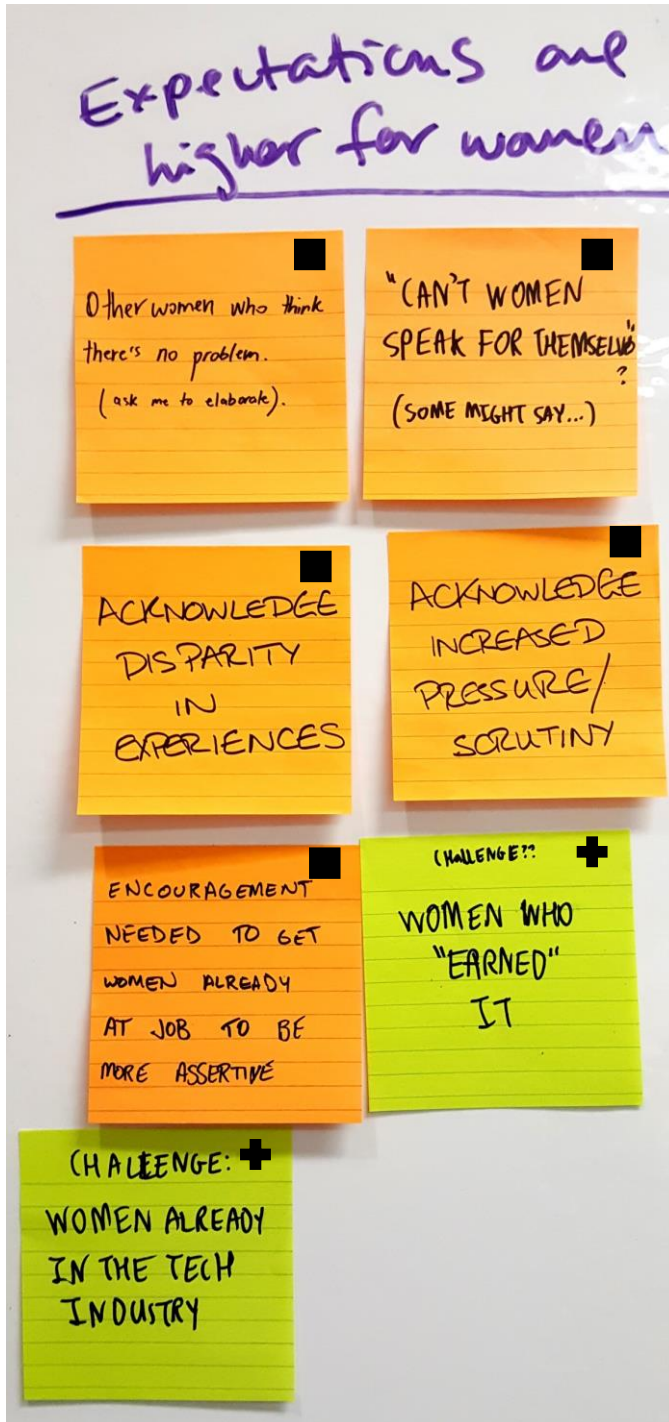 Expectations are
higher for women
Other women who think
there's no problem.
(ask me to elaborate).
"CAN'T WOMEN
SPEAK FOR THEMSELVES"
?
(SOME MIGHT SAY...)
ACKNOWLEDGE
DISPARITY
IN
EXPERIENCES
ACKNOWLEDGE
INCREASED
PRESSURE/
SCRUTINY
ENCOURAGEMENT
NEEDED TO GET
WOMEN ALREADY
AT JOB TO BE
MORE ASSERTIVE
CHALLENGE??
WOMEN WHO
"EARNED"
IT
CHALLENGE:
WOMEN ALREADY
IN THE TECH
INDUSTRY